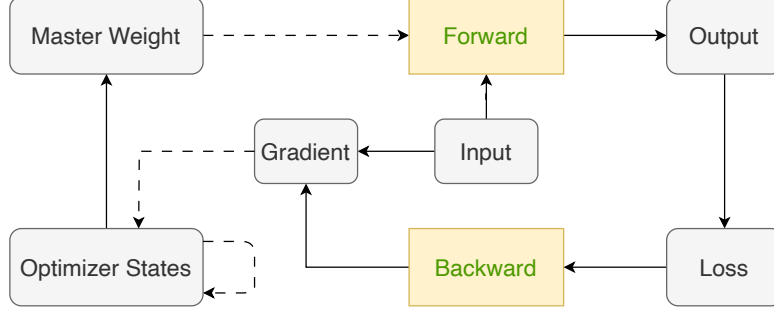 Master Weight
Forward
Output
Gradient
Input
Optimizer States
Backward
Loss